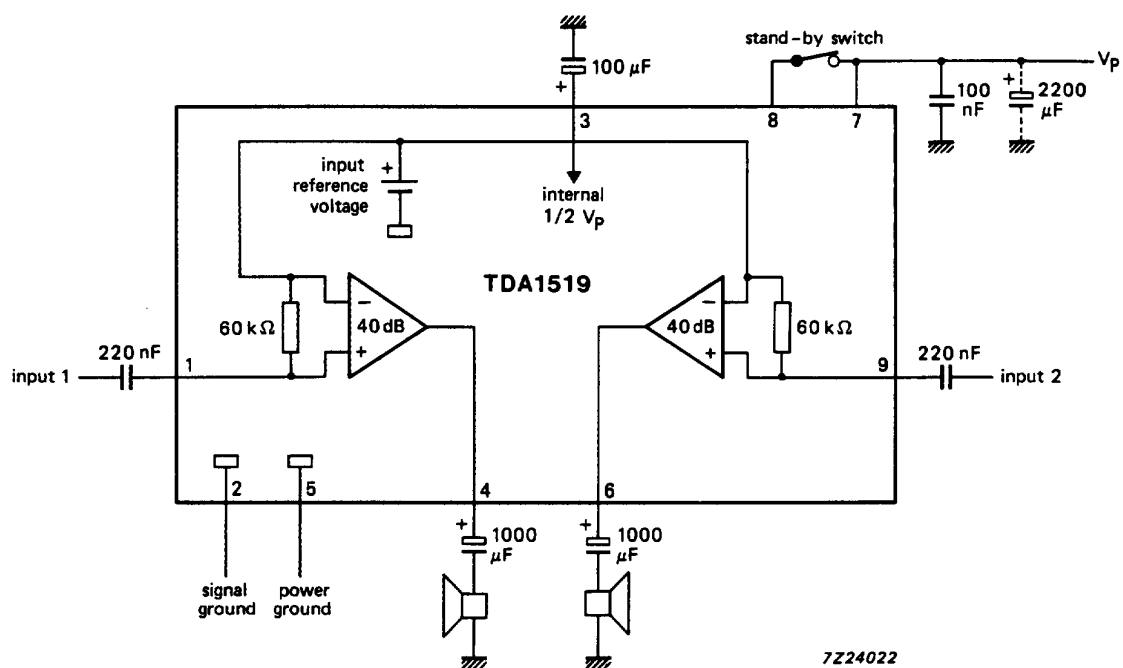 stand-by switch
100 µF
+
VP
+
100
nF
2200
µF
3
8
7
input
reference
voltage
+
internal
1/2 VP
TDA1519
60 kΩ
−
40 dB
+
−
40 dB
+
60 kΩ
220 nF
1
input 1
9
220 nF
input 2
2
5
4
6
+
1000
µF
+
1000
µF
signal
ground
power
ground
7Z24022